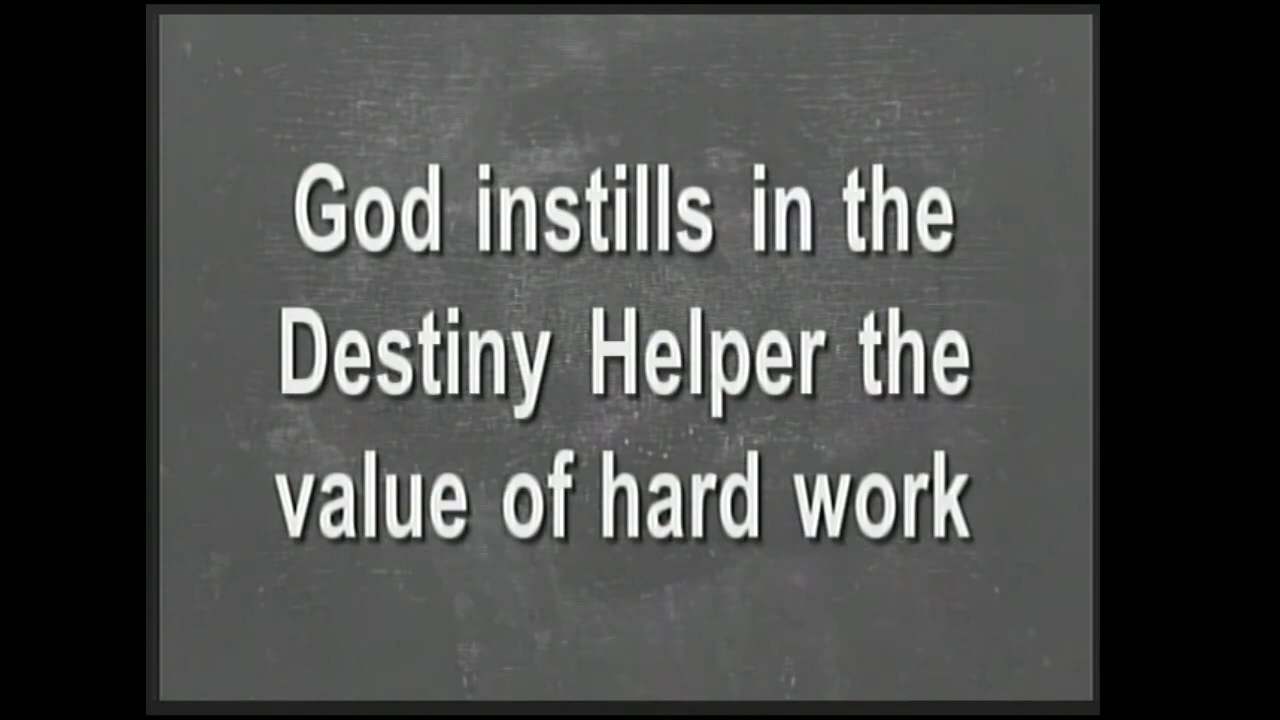 God instills in the
Destiny Helper the
value of hard work